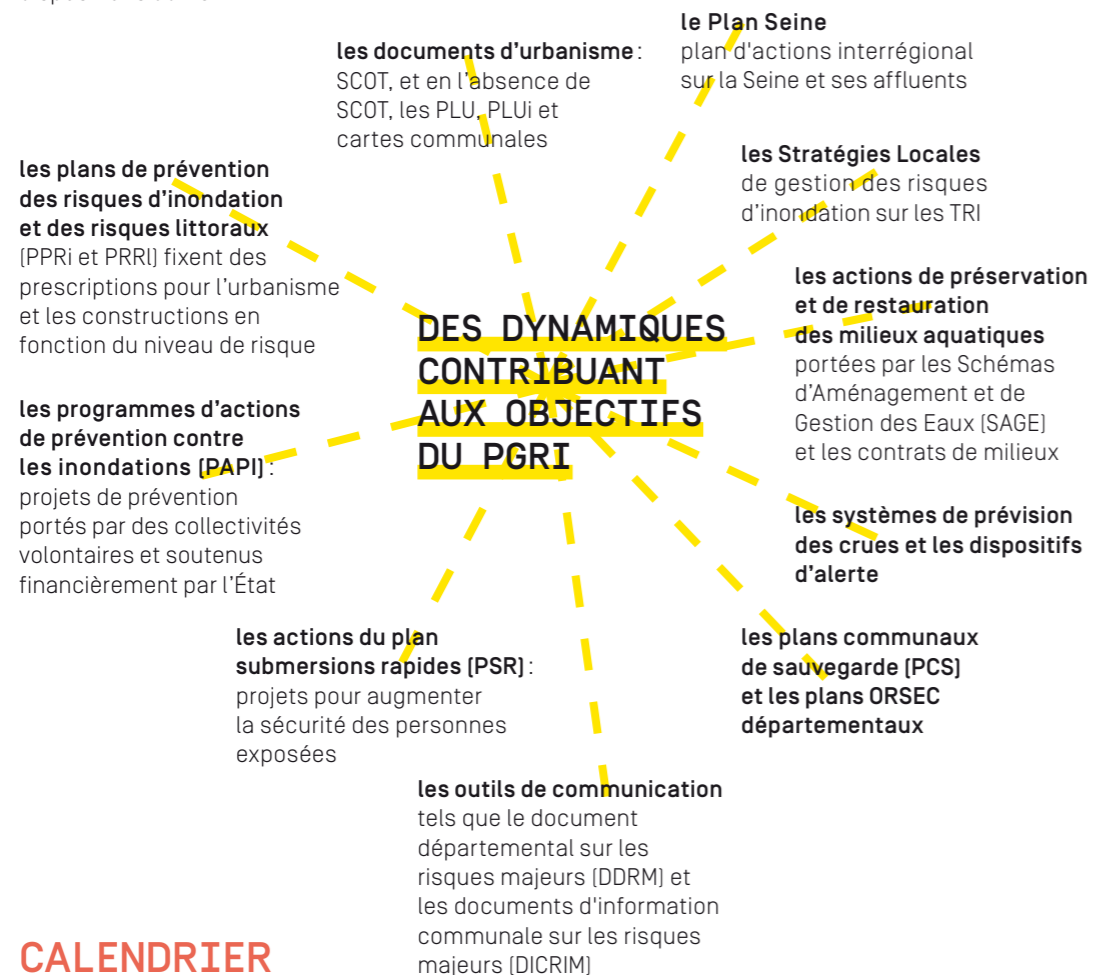 le Plan Seine
plan d'actions interrégional
sur la Seine et ses affluents
les documents d’urbanisme :
SCOT, et en l’absence de
SCOT, les PLU, PLUi et
cartes communales
les Stratégies Locales
de gestion des risques
d’inondation sur les TRI
les plans de prévention
des risques d’inondation
et des risques littoraux
(PPRi et PRRl) fixent des
prescriptions pour l’urbanisme
et les constructions en
fonction du niveau de risque
les actions de préservation
et de restauration
des milieux aquatiques
portées par les Schémas
d’Aménagement et de
Gestion des Eaux (SAGE)
et les contrats de milieux
DES DYNAMIQUES
CONTRIBUANT
AUX OBJECTIFS
DU PGRI
les programmes d’actions
de prévention contre
les inondations (PAPI) :
projets de prévention
portés par des collectivités
volontaires et soutenus
financièrement par l’État
les systèmes de prévision
des crues et les dispositifs
d’alerte
les actions du plan
submersions rapides (PSR) :
projets pour augmenter
la sécurité des personnes
exposées
les plans communaux
de sauvegarde (PCS)
et les plans ORSEC
départementaux
les outils de communication
tels que le document
départemental sur les
risques majeurs (DDRM) et
les documents d'information
communale sur les risques
majeurs (DICRIM)
CALENDRIER